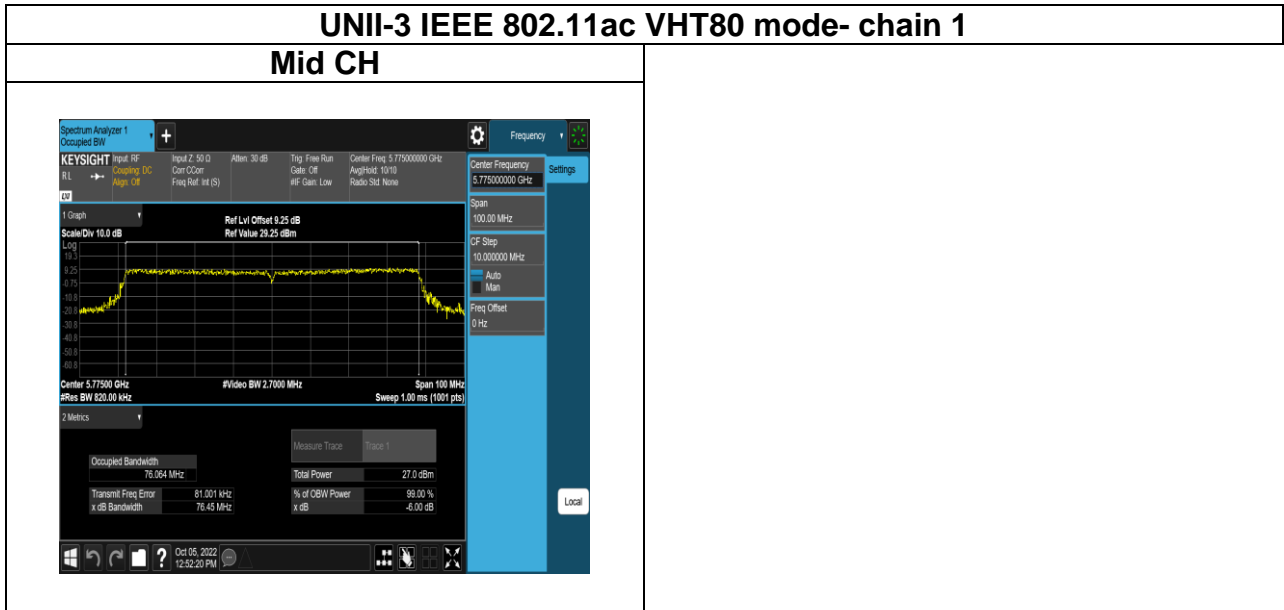 UNII-3 IEEE 802.11ac VHT80 mode- chain 1
Mid CH
Spectrum Analyzer 1
Occupied BW
Frequency
KEYSIGHT Input: RF
Coupling: DC
Align: Off
R L
Input Z: 50 Ω
Corr CCorr
Freq Ref: Int (S)
Atten: 30 dB
Trig: Free Run
Gate: Off
#IF Gain: Low
Center Freq: 5.775000000 GHz
Avg|Hold: 10/10
Radio Std: None
Center Frequency
5.775000000 GHz
Settings
Span
100.00 MHz
CF Step
10.000000 MHz
Auto
Man
Freq Offset
0 Hz
1 Graph
Scale/Div 10.0 dB
Ref Lvl Offset 9.25 dB
Ref Value 29.25 dBm
Log
19.3
9.25
-0.75
-10.8
-20.8
-30.8
-40.8
-50.8
-60.8
Center 5.77500 GHz
#Video BW 2.7000 MHz
Span 100 MHz
#Res BW 820.00 kHz
Sweep 1.00 ms (1001 pts)
2 Metrics
Measure Trace Trace 1
Occupied Bandwidth
76.064 MHz
Total Power 27.0 dBm
Transmit Freq Error 81.001 kHz
% of OBW Power 99.00 %
x dB Bandwidth 76.45 MHz
x dB -6.00 dB
Local
Oct 05, 2022
12:52:20 PM